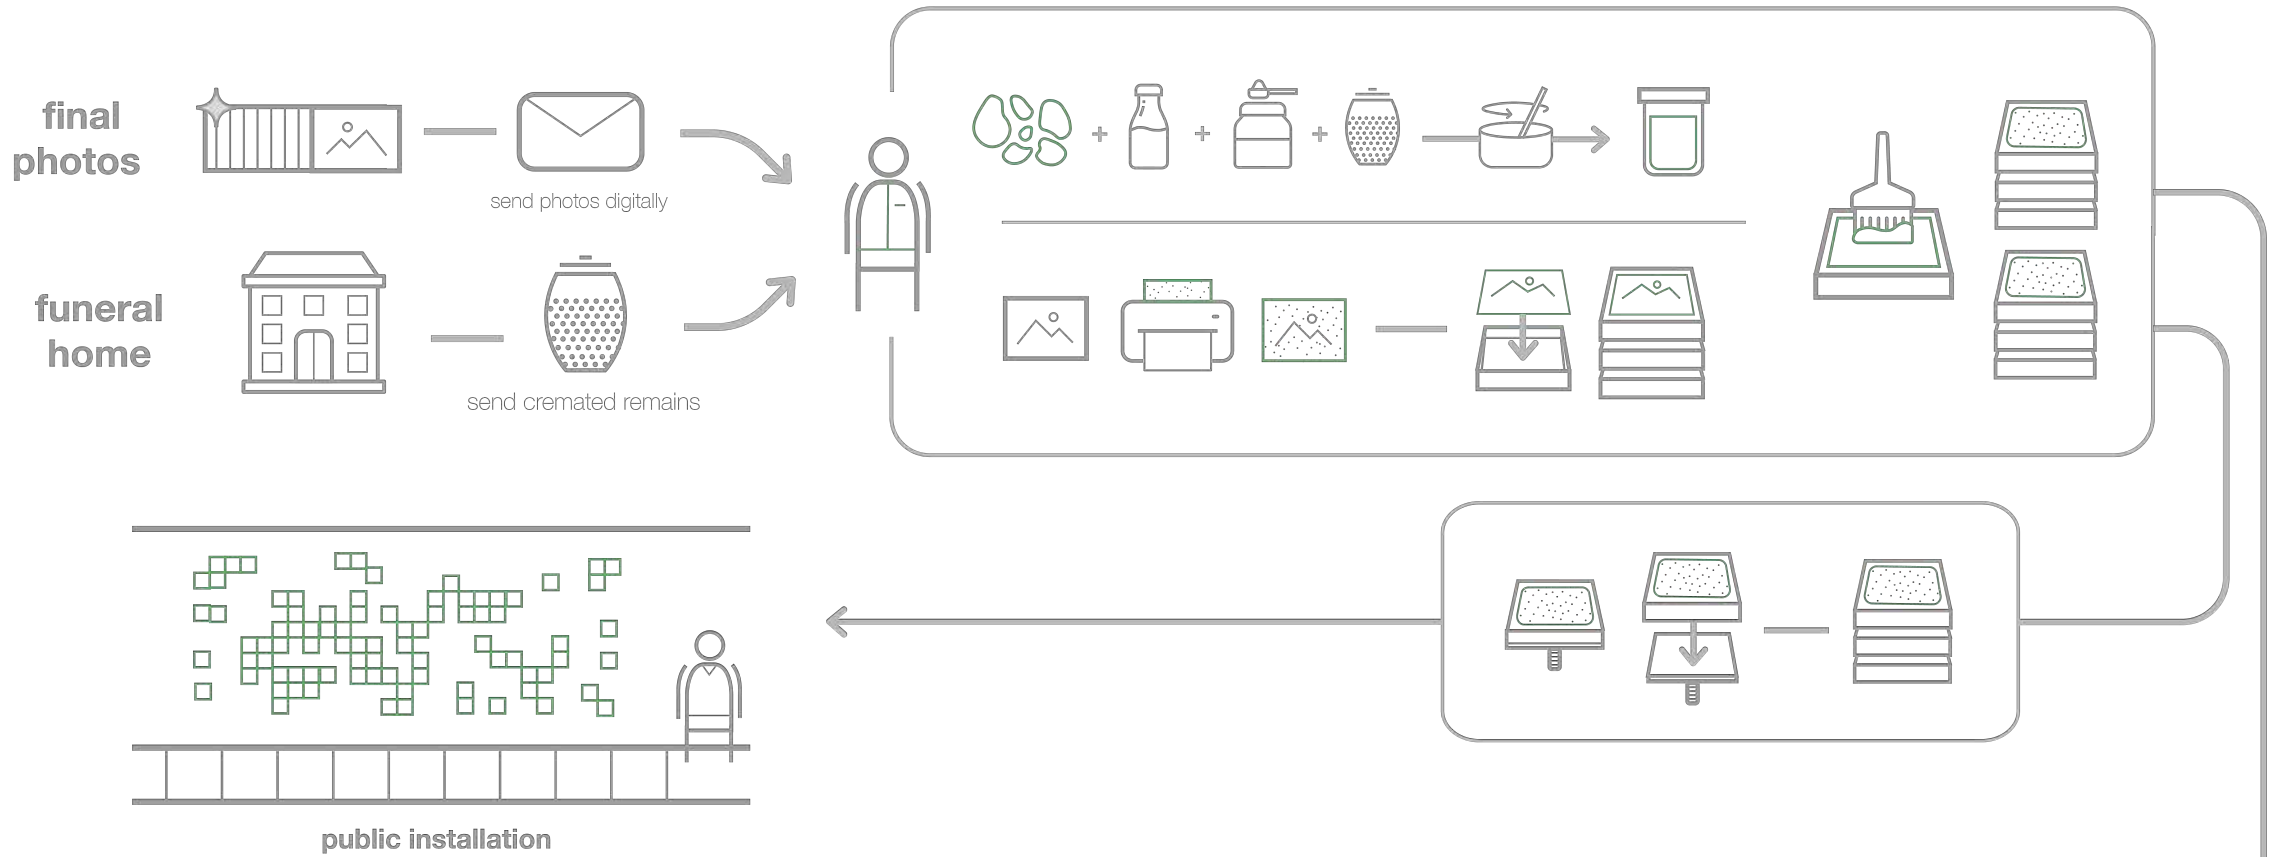 final
photos
send photos digitally
funeral
home
send cremated remains
public installation